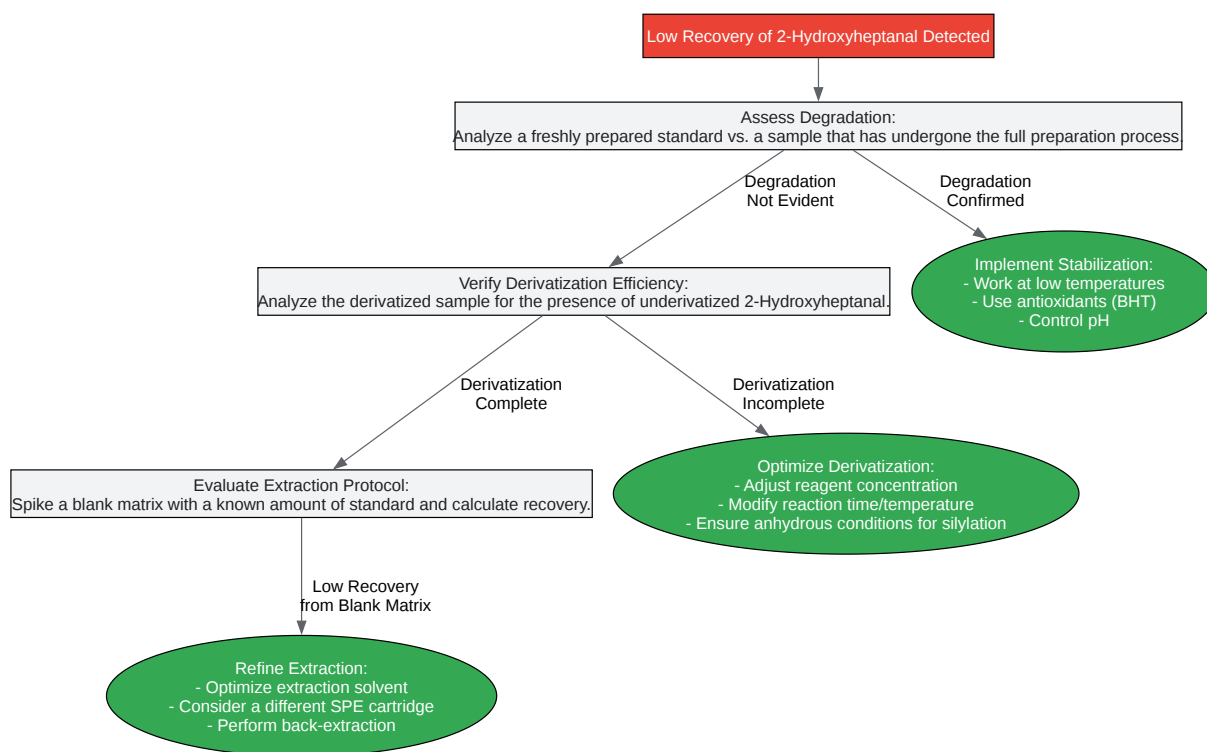 Low Recovery of 2-Hydroxyheptanal Detected
Assess Degradation:
Analyze a freshly prepared standard vs. a sample that has undergone the full preparation process.
Degradation
Not Evident
Degradation
Confirmed
Implement Stabilization:
- Work at low temperatures
- Use antioxidants (BHT)
- Control pH
Verify Derivatization Efficiency:
Analyze the derivatized sample for the presence of underivatized 2-Hydroxyheptanal.
Derivatization
Complete
Derivatization
Incomplete
Optimize Derivatization:
- Adjust reagent concentration
- Modify reaction time/temperature
- Ensure anhydrous conditions for silylation
Evaluate Extraction Protocol:
Spike a blank matrix with a known amount of standard and calculate recovery.
Low Recovery
from Blank Matrix
Refine Extraction:
- Optimize extraction solvent
- Consider a different SPE cartridge
- Perform back-extraction